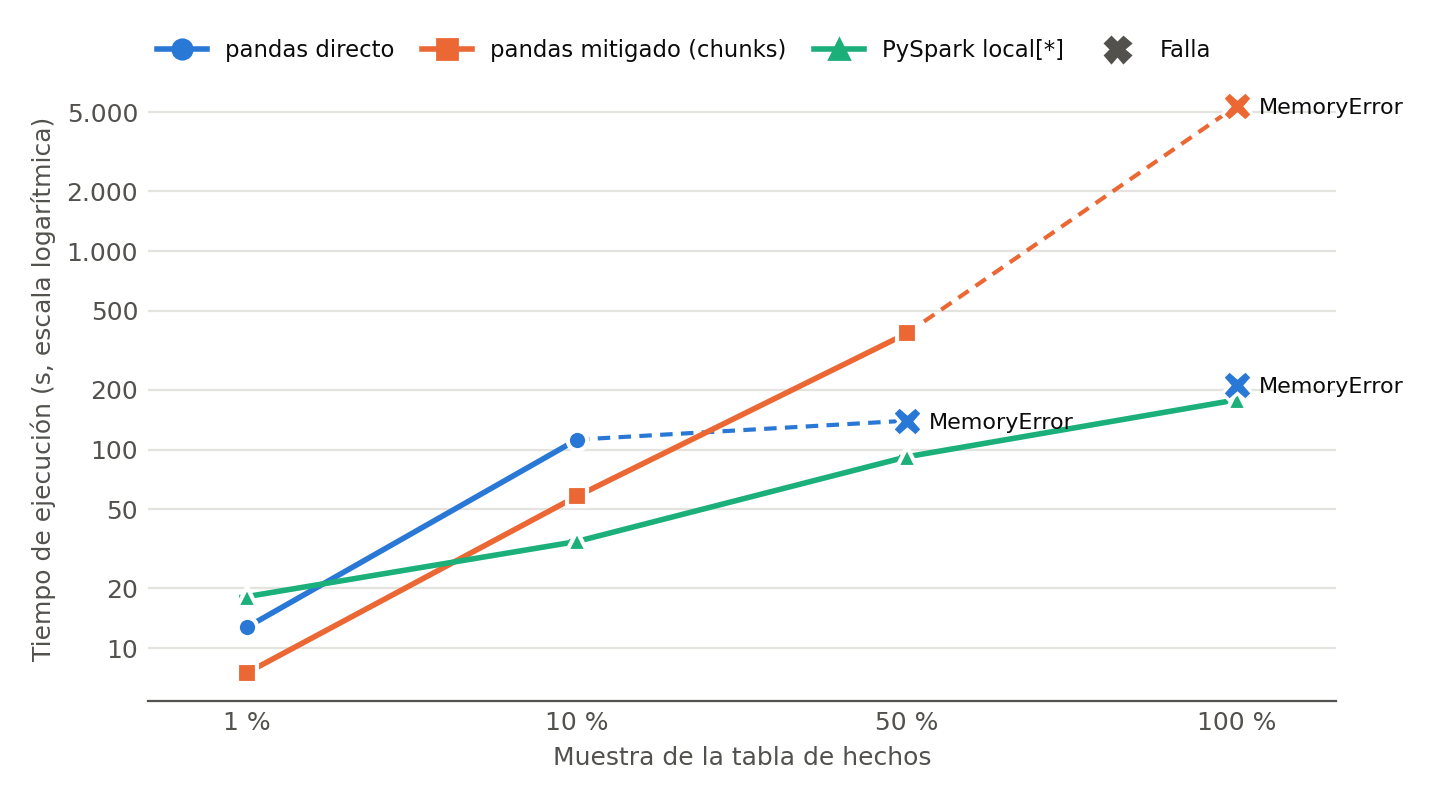 pandas directo pandas mitigado (chunks) PySpark local[*] Falla
Tiempo de ejecución (s, escala logarítmica)
5.000
2.000
1.000
500
200
100
50
20
10
MemoryError
MemoryError
MemoryError
1 % 10 % 50 % 100 %
Muestra de la tabla de hechos